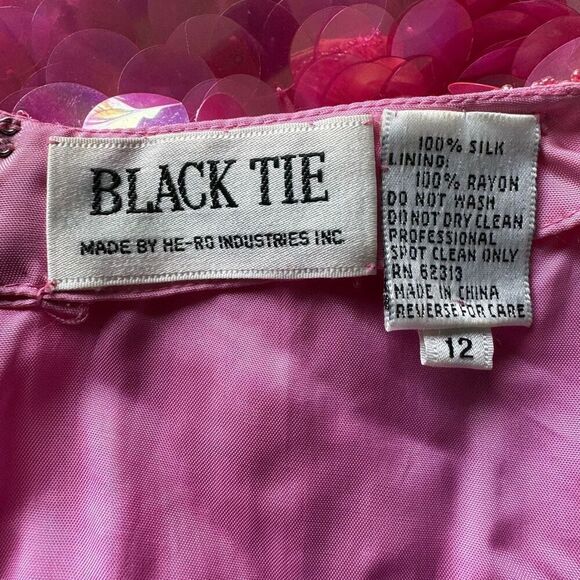 BLACK TIE
MADE BY HE-RO INDUSTRIES INC.
100% SILK
LINING:
100% RAYON
DO NOT WASH
DO NOT DRY CLEAN
PROFESSIONAL
SPOT CLEAN ONLY
RN 62313
MADE IN CHINA
REVERSE FOR CARE
12